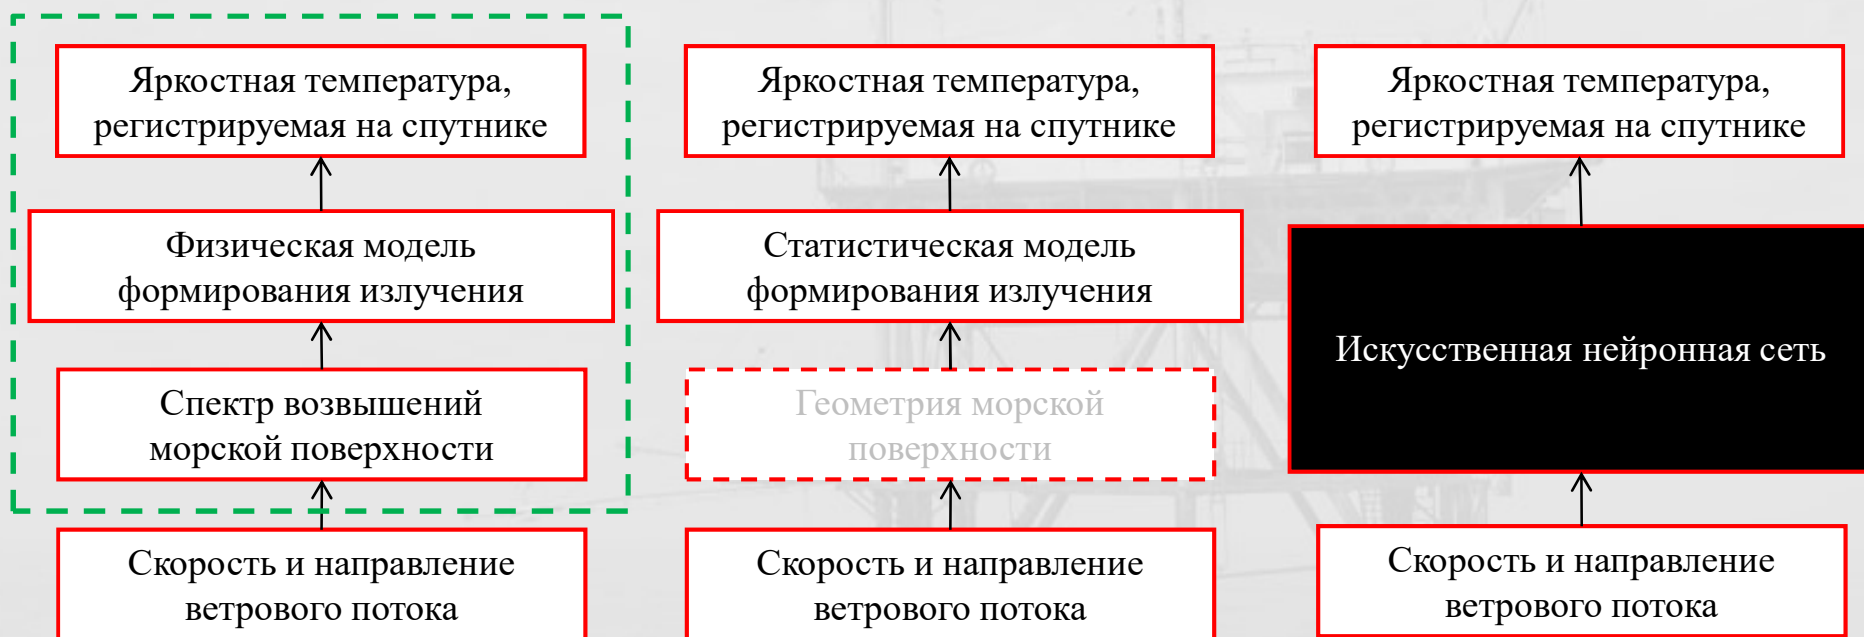 Яркостная температура,
регистрируемая на спутнике
Физическая модель
формирования излучения
Спектр возвышений
морской поверхности
Скорость и направление
ветрового потока
Яркостная температура,
регистрируемая на спутнике
Статистическая модель
формирования излучения
Геометрия морской
поверхности
Скорость и направление
ветрового потока
Яркостная температура,
регистрируемая на спутнике
Искусственная нейронная сеть
Скорость и направление
ветрового потока